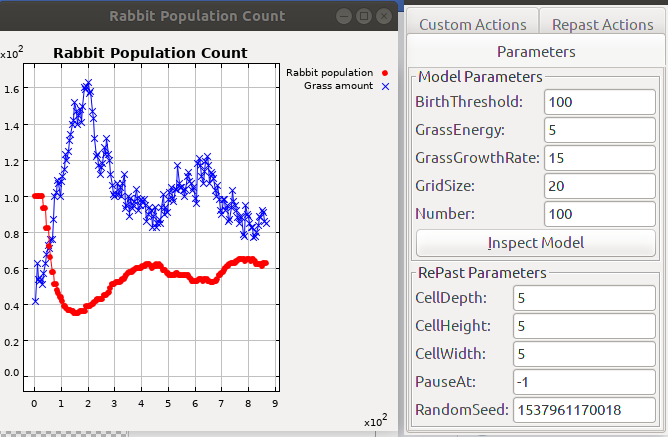 Rabbit Population Count
Rabbit Population Count
x10²
Rabbit population
Grass amount
1.6
1.4
1.2
1.0
0.8
0.6
0.4
0.2
0.0
0 1 2 3 4 5 6 7 8 9
x10²
Custom Actions Repast Actions
Parameters
Model Parameters
BirthThreshold: 100
GrassEnergy: 5
GrassGrowthRate: 15
GridSize: 20
Number: 100
Inspect Model
RePast Parameters
CellDepth: 5
CellHeight: 5
CellWidth: 5
PauseAt: -1
RandomSeed: 1537961170018